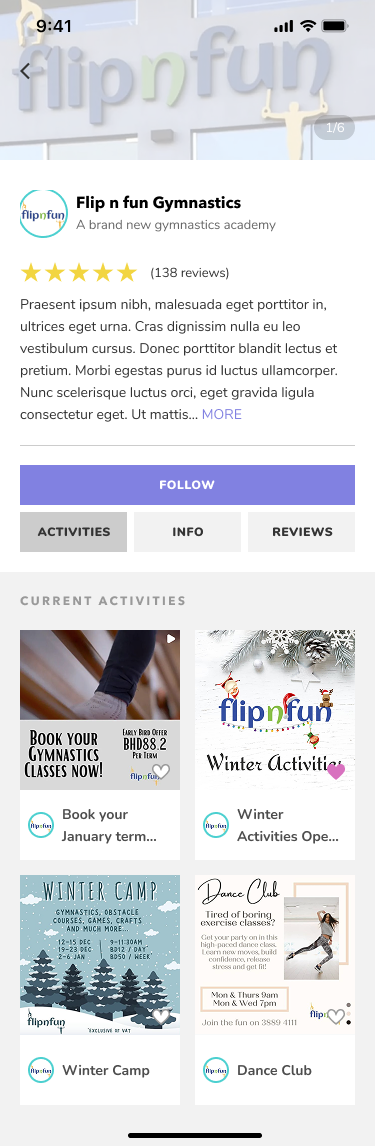 9:41
flipnfun
1/6
flipnfun
Flip n fun Gymnastics
A brand new gymnastics academy
(138 reviews)
Praesent ipsum nibh, malesuada eget porttitor in,
ultrices eget urna. Cras dignissim nulla eu leo
vestibulum cursus. Donec porttitor blandit lectus et
pretium. Morbi egestas purus id luctus ullamcorper.
Nunc scelerisque luctus orci, eget gravida ligula
consectetur eget. Ut mattis... MORE
FOLLOW
ACTIVITIES
INFO
REVIEWS
CURRENT ACTIVITIES
BOOK YOUR
GYMNASTICS
CLASSES NOW!
EARLY BIRD OFFER
BHD88.2
PER TERM
flipnfun
flipnfun
Book your
January term...
flipnfun
Winter Activities
flipnfun
Winter
Activities Ope...
WINTER CAMP
GYMNASTICS, OBSTACLE
COURSES, GAMES, CRAFTS
AND MUCH MORE...
12-15 DEC
19-23 DEC
2-6 JAN
9-11:30AM
BD12 / DAY
BD50 / WEEK
flipnfun
*EXCLUSIVE OF VAT
flipnfun
Winter Camp
Dance Club
Tired of boring
exercise classes?
Get your party on in this
high-paced dance class.
Learn new moves, build
confidence, release
stress and get fit!
Mon & Thurs 9am
Mon & Wed 7pm
Join the fun on 3889 4111
flipnfun
Dance Club